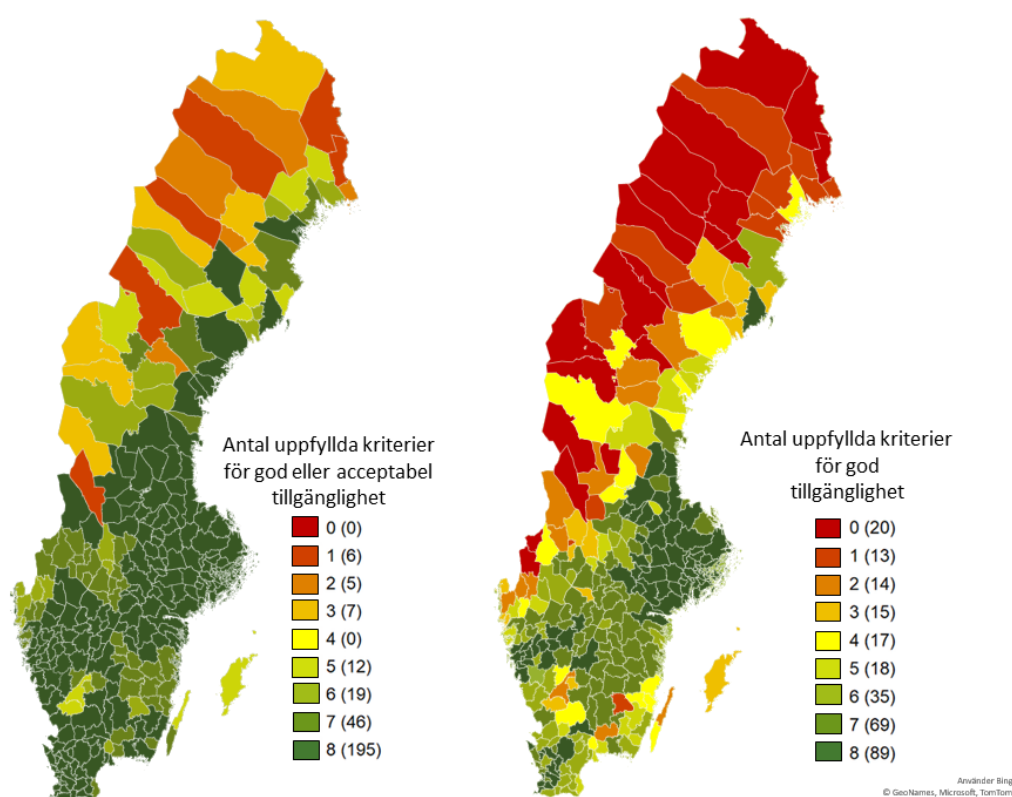 Antal uppfyllda kriterier
för god eller acceptabel
tillgänglighet
0 (0)
1 (6)
2 (5)
3 (7)
4 (0)
5 (12)
6 (19)
7 (46)
8 (195)
Antal uppfyllda kriterier
för god
tillgänglighet
0 (20)
1 (13)
2 (14)
3 (15)
4 (17)
5 (18)
6 (35)
7 (69)
8 (89)
Använder Bing
© GeoNames, Microsoft, TomTom